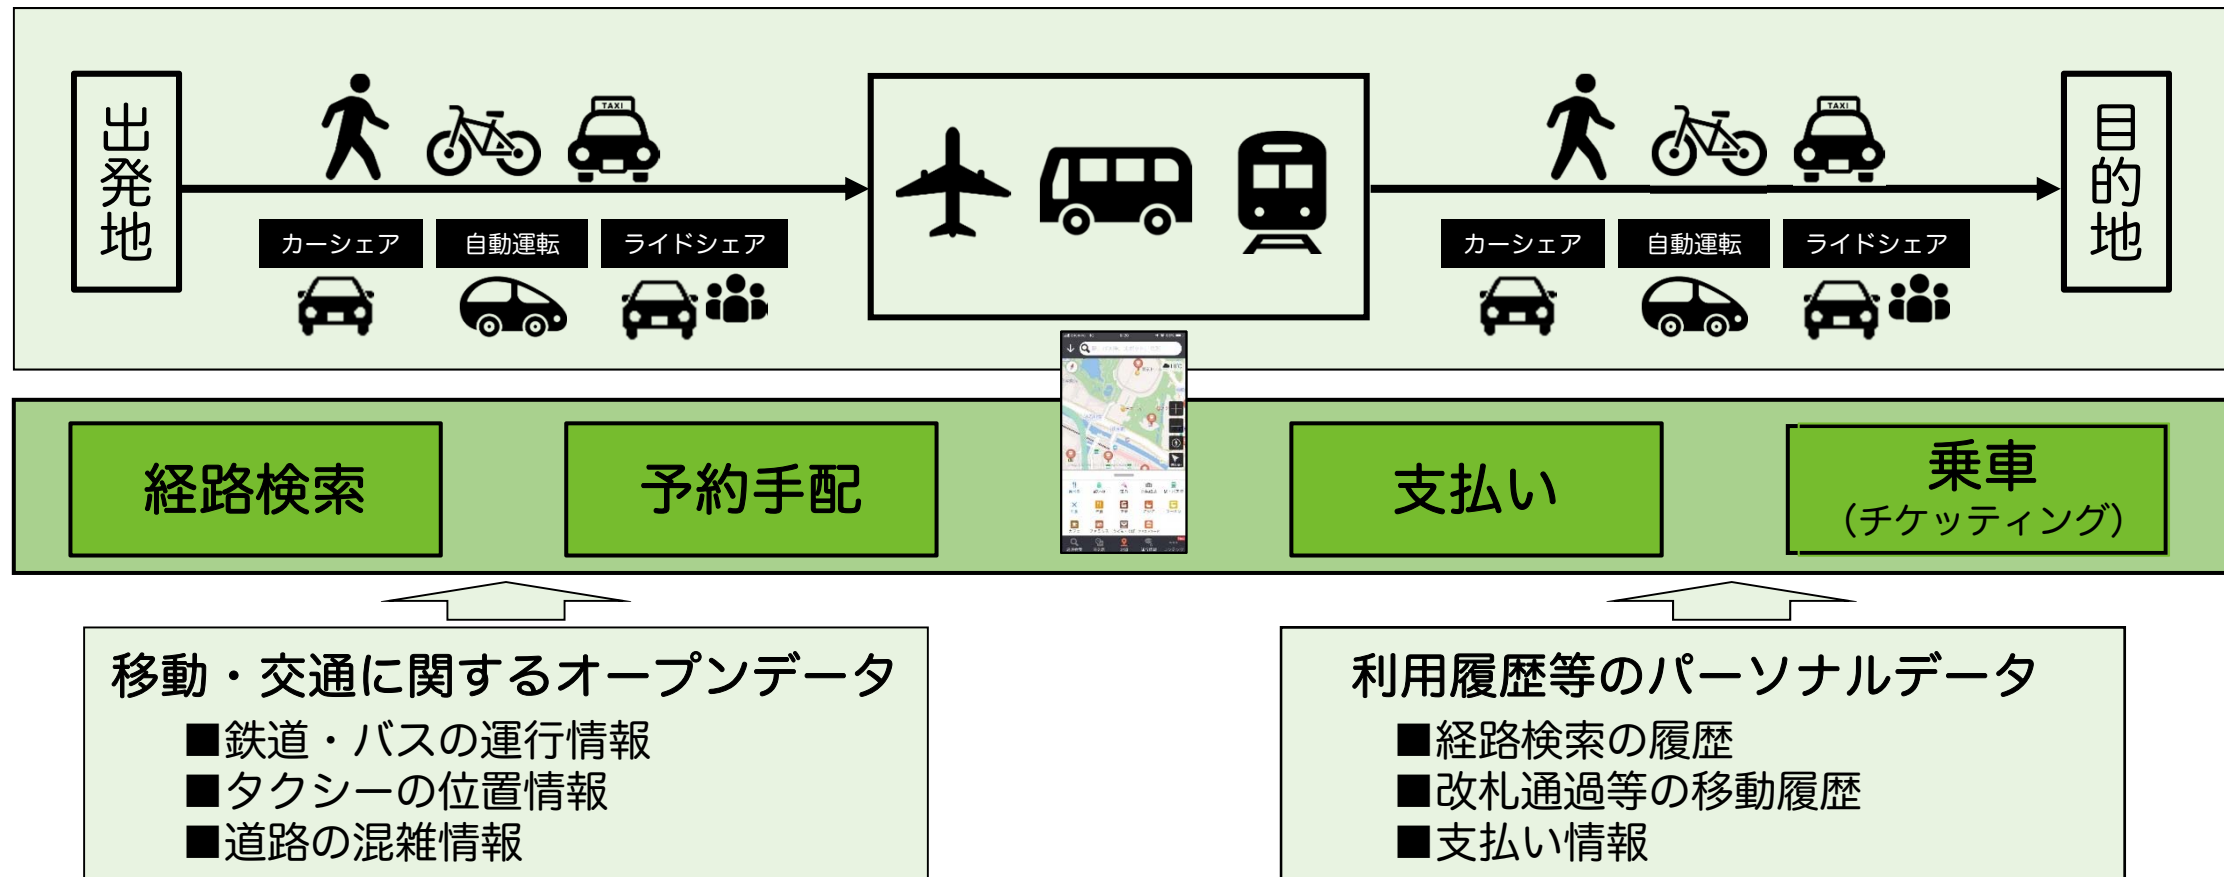 出発地
TAXI
カーシェア
自動運転
ライドシェア
TAXI
カーシェア
自動運転
ライドシェア
目的地
経路検索
予約手配
支払い
乗車
(チケッティング)
移動・交通に関するオープンデータ
■鉄道・バスの運行情報
■タクシーの位置情報
■道路の混雑情報
利用履歴等のパーソナルデータ
■経路検索の履歴
■改札通過等の移動履歴
■支払い情報